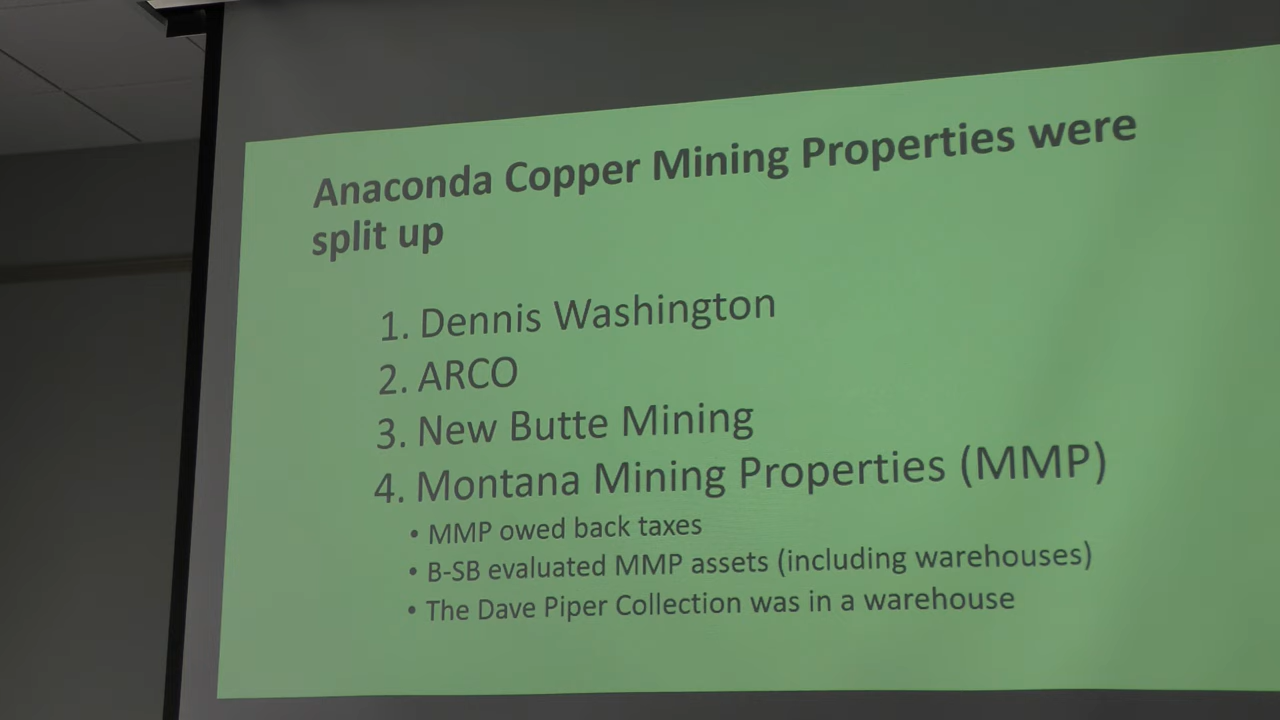 Anaconda Copper Mining Properties were
split up
1. Dennis Washington
2. ARCO
3. New Butte Mining
4. Montana Mining Properties (MMP)
• MMP owed back taxes
• B-SB evaluated MMP assets (including warehouses)
• The Dave Piper Collection was in a warehouse